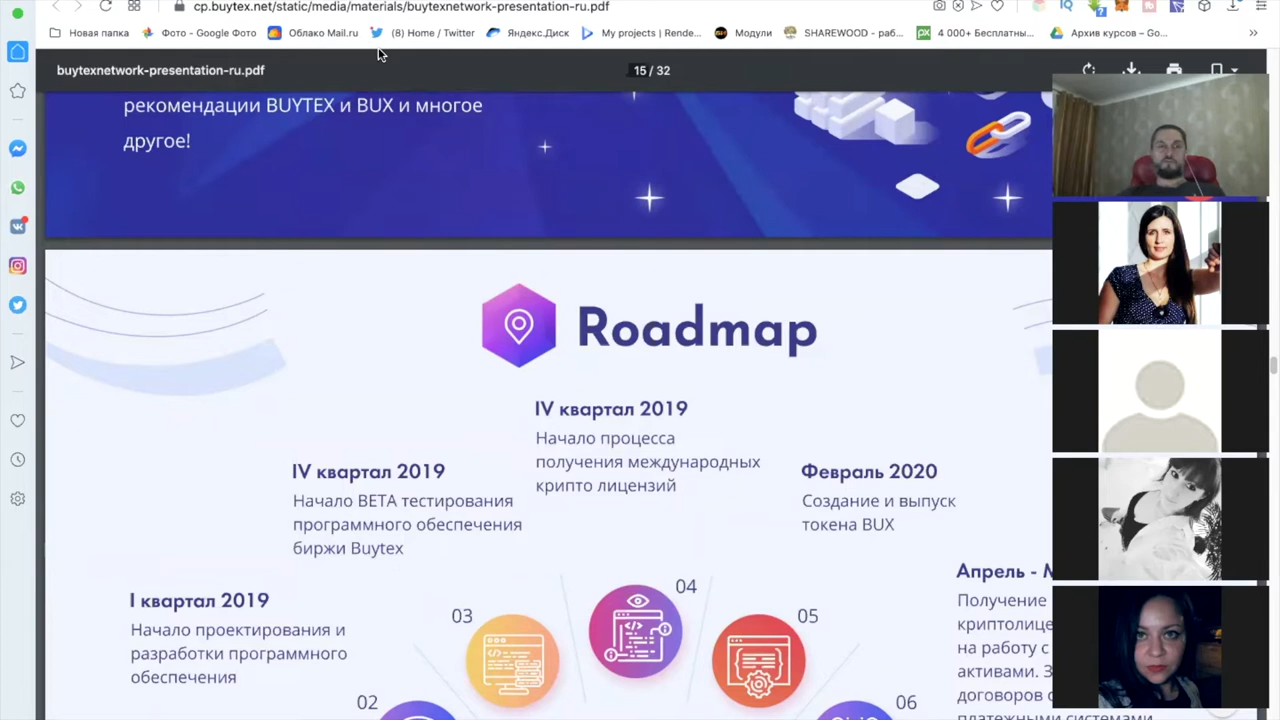 cp.buytex.net/static/media/materials/buytexnetwork-presentation-ru.pdf
Новая папка
Фото - Google Фото
Облако Mail.ru
(8) Home / Twitter
Яндекс.Диск
My projects | Rende...
Модули
SHAREWOOD - раб...
4 000+ Бесплатны...
Архив курсов – Go...
buytexnetwork-presentation-ru.pdf
15 / 32
рекомендации BUYTEX и BUX и многое
другое!
Roadmap
IV квартал 2019
Начало процесса
получения международных
крипто лицензий
IV квартал 2019
Начало BETA тестирования
программного обеспечения
биржи Buytex
Февраль 2020
Создание и выпуск
токена BUX
I квартал 2019
Начало проектирования и
разработки программного
обеспечения
Апрель - М
Получение
криптолице
на работу с
активами. З
договоров с
платежными системами
02
03
04
05
06